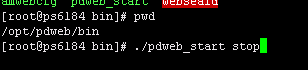 amwebcfg pdweb_start webseald
[root@ps6184 bin]# pwd
/opt/pdweb/bin
[root@ps6184 bin]# ./pdweb_start stop